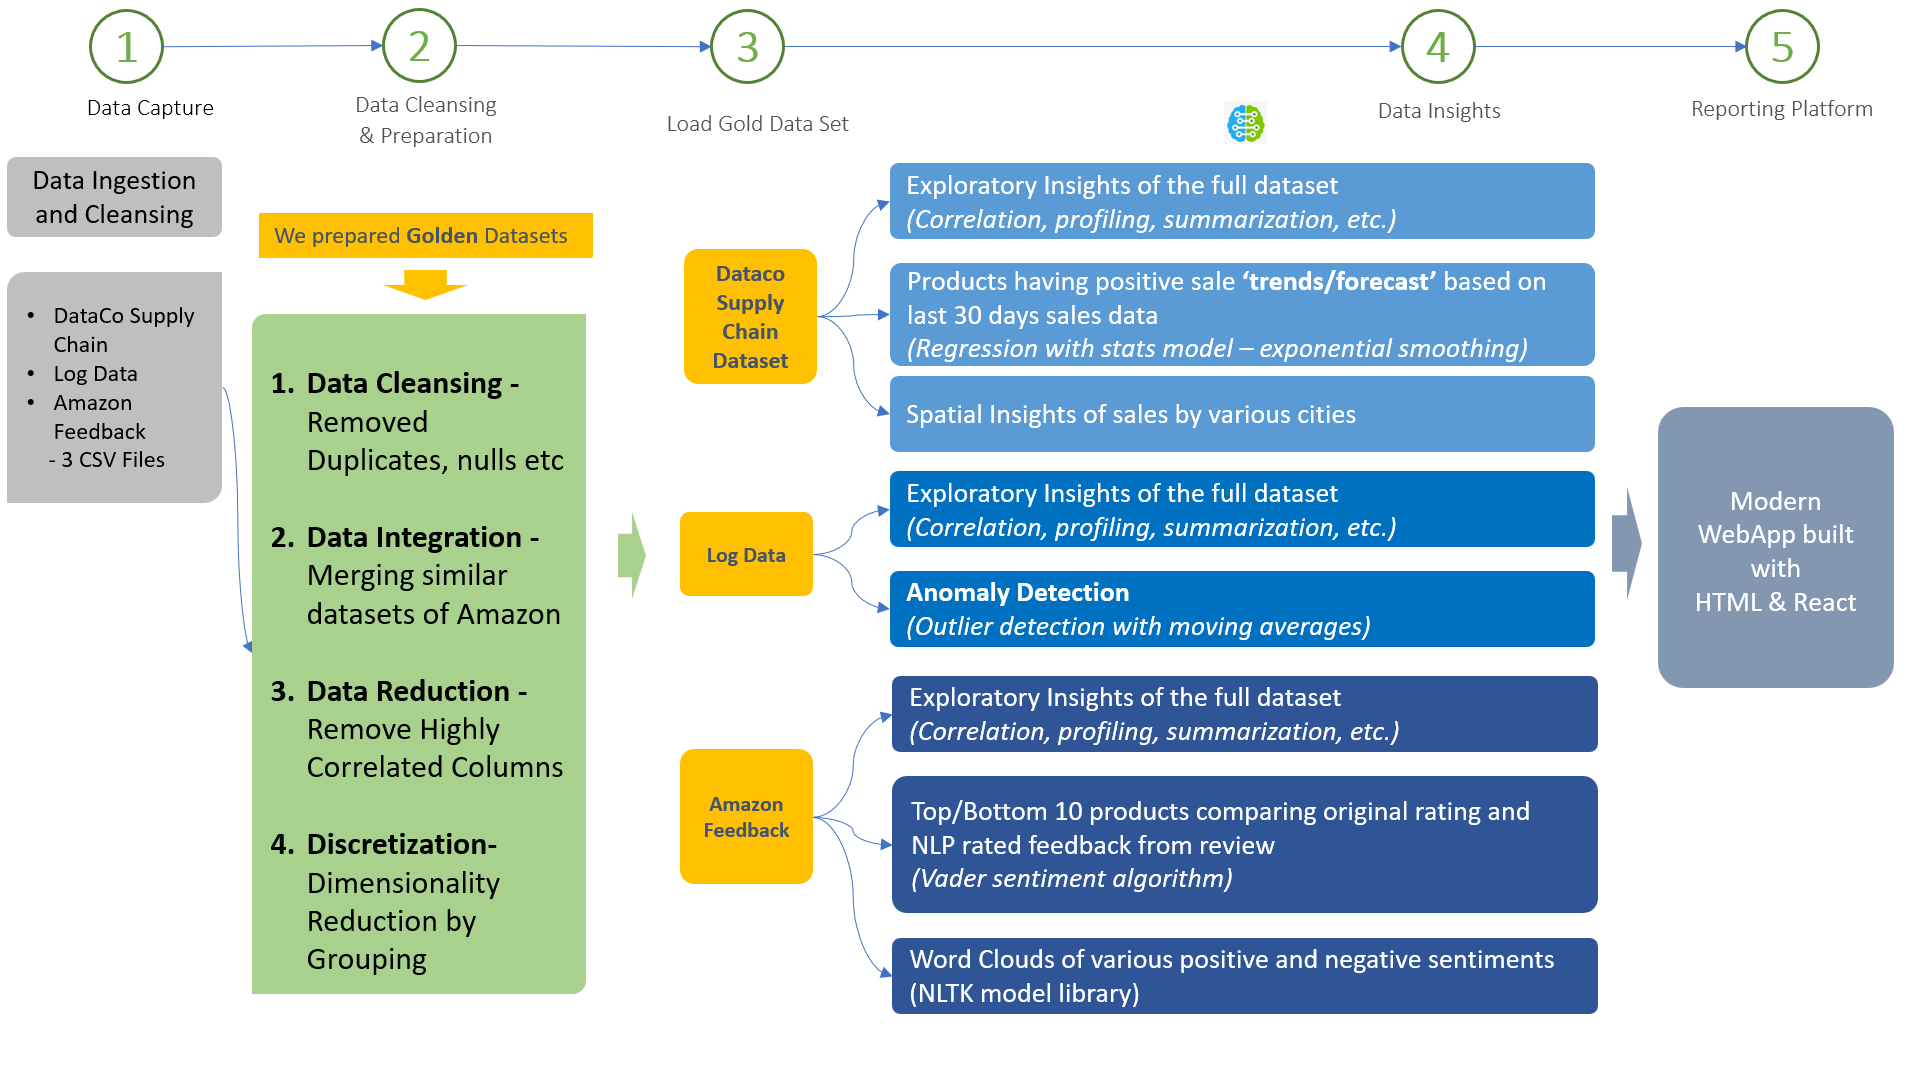 1
2
3
4
5
Data Capture
Data Cleansing
& Preparation
Load Gold Data Set
Data Insights
Reporting Platform
Data Ingestion
and Cleansing
• DataCo Supply
Chain
• Log Data
• Amazon
Feedback
- 3 CSV Files
We prepared Golden Datasets
1. Data Cleansing -
Removed
Duplicates, nulls etc
2. Data Integration -
Merging similar
datasets of Amazon
3. Data Reduction -
Remove Highly
Correlated Columns
4. Discretization-
Dimensionality
Reduction by
Grouping
Dataco
Supply
Chain
Dataset
Exploratory Insights of the full dataset
(Correlation, profiling, summarization, etc.)
Products having positive sale ‘trends/forecast’ based on
last 30 days sales data
(Regression with stats model – exponential smoothing)
Spatial Insights of sales by various cities
Log Data
Exploratory Insights of the full dataset
(Correlation, profiling, summarization, etc.)
Anomaly Detection
(Outlier detection with moving averages)
Amazon
Feedback
Exploratory Insights of the full dataset
(Correlation, profiling, summarization, etc.)
Top/Bottom 10 products comparing original rating and
NLP rated feedback from review
(Vader sentiment algorithm)
Word Clouds of various positive and negative sentiments
(NLTK model library)
Modern
WebApp built
with
HTML & React